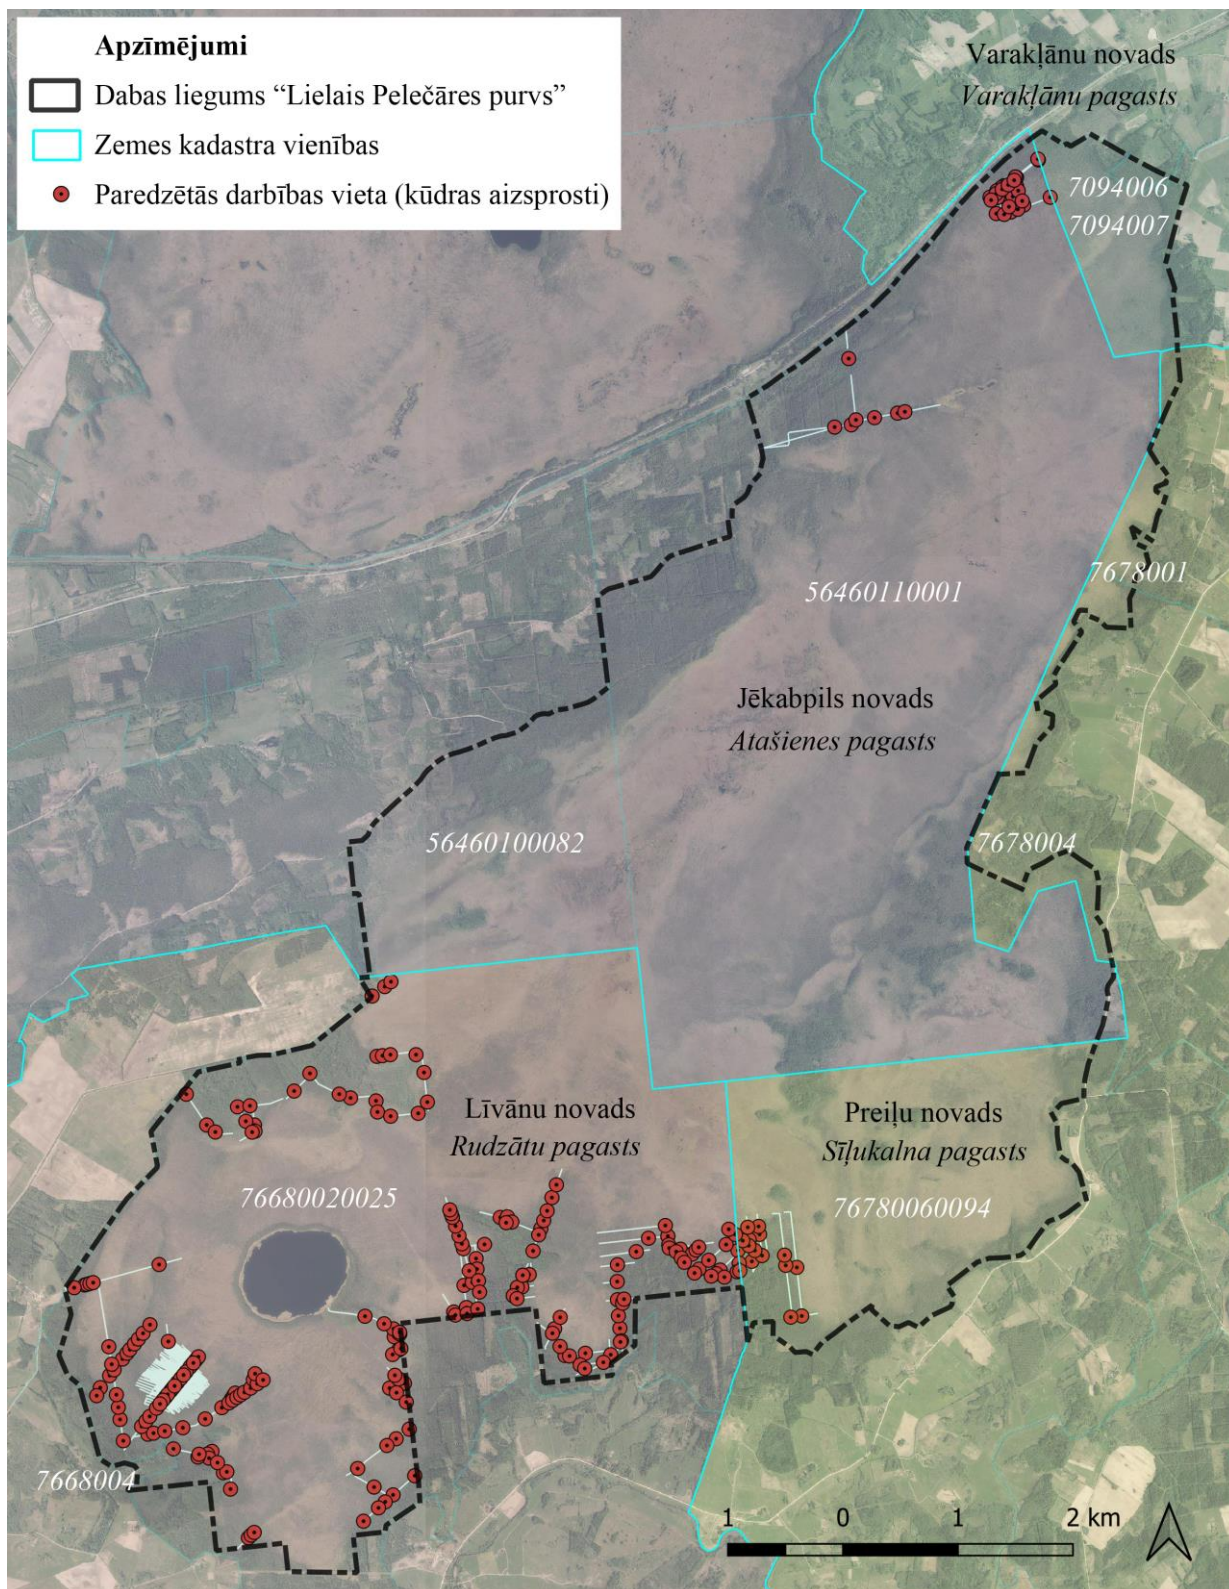 Apzīmējumi
Dabas liegums “Lielais Pelečāres purvs”
Zemes kadastra vienības
Paredzētās darbības vieta (kūdras aizsprosti)
Varakļānu novads
Varakļānu pagasts
7094006
7094007
7678001
56460110001
Jēkabpils novads
Atašienes pagasts
56460100082
7678004
Līvānu novads
Rudzātu pagasts
Preiļu novads
Sīļukalna pagasts
76680020025
76780060094
7668004
1 0 1 2 km